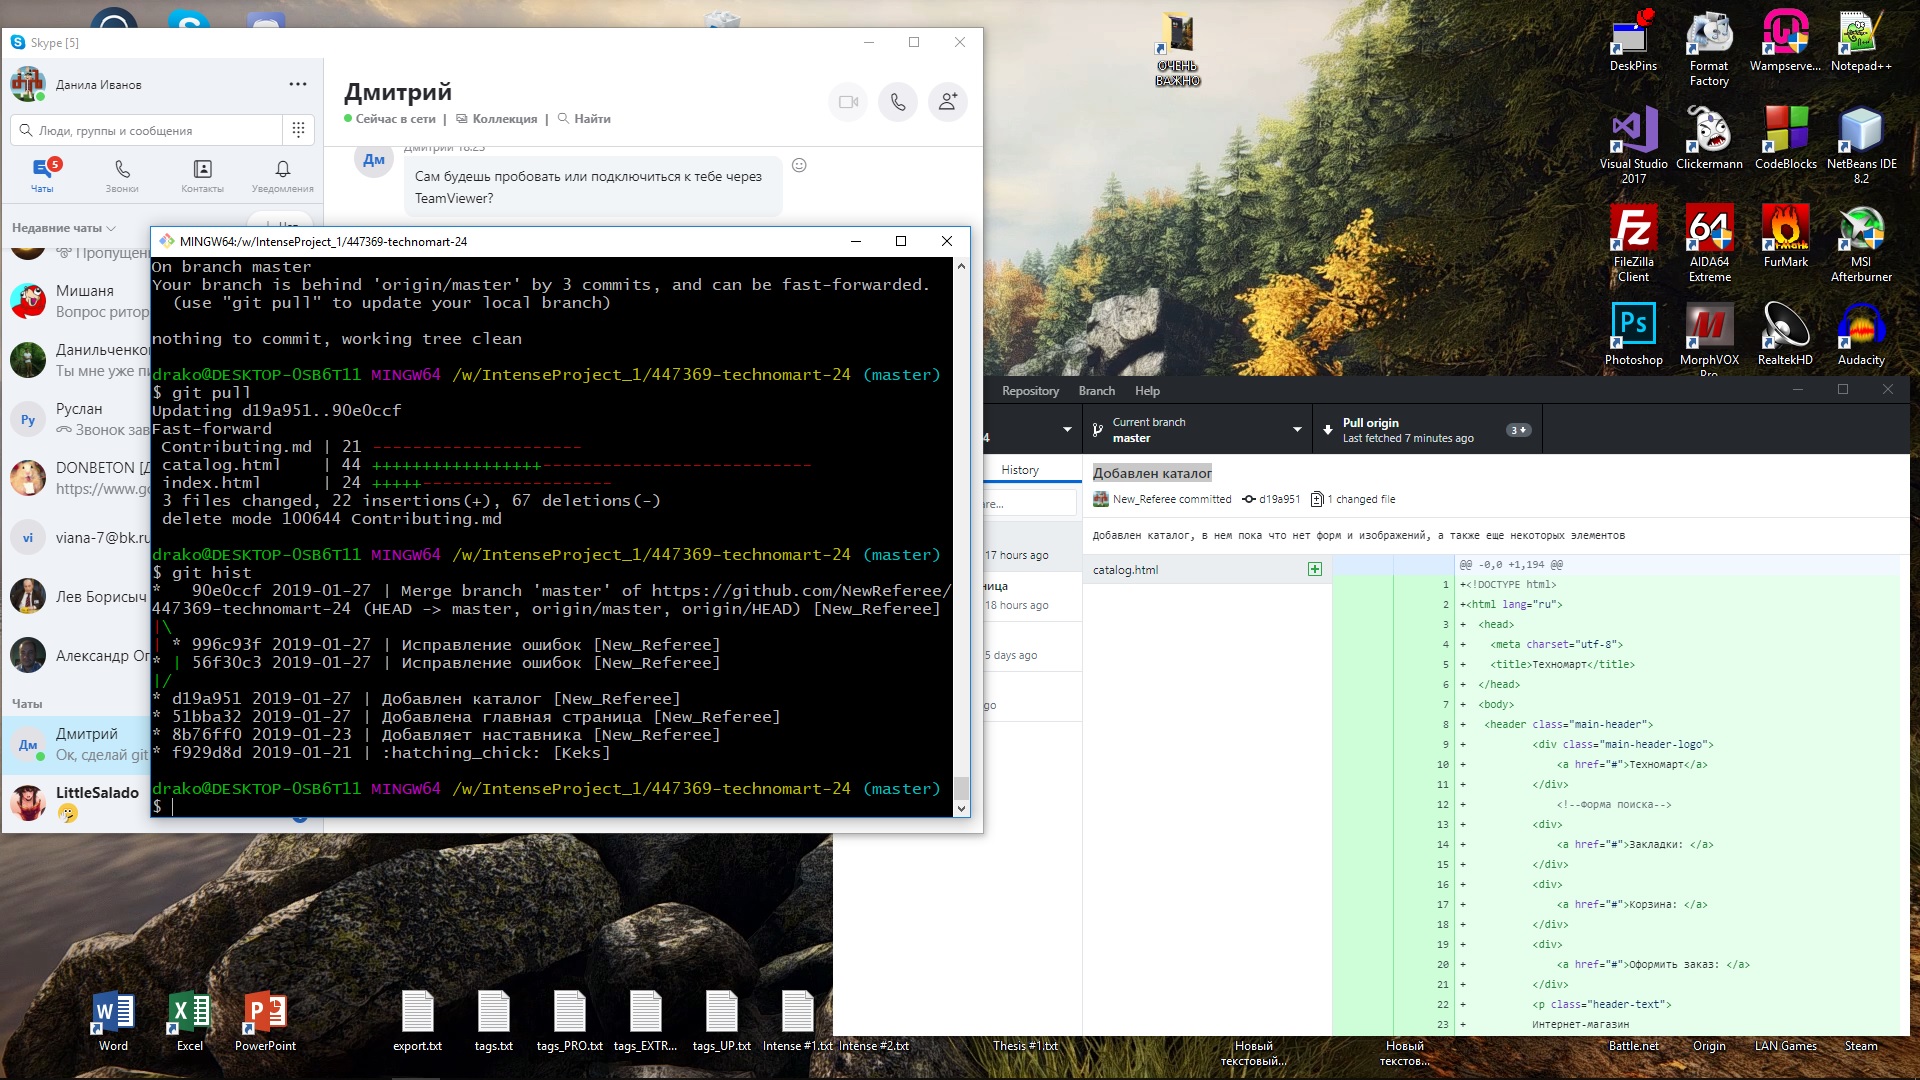 Skype [5]
Данила Иванов
Люди, группы и сообщения
5
Чаты
Звонки
Контакты
Уведомления
Недавние чаты
Мишаня
Вопрос ритор
Ты мне уже
Руслан
Ру
Звонок
DONBETON
vi
viana-7@bk.ru
Лев Борисыч
Александр
Чаты
Дм
Дмитрий
Ок, сделай git
LittleSalado
Дмитрий
Сейчас в сети | Коллекция | Найти
Дмитрий 18:25
Дм
Сам будешь пробовать или подключиться к тебе через
TeamViewer?
MINGW64:/w/IntenseProject_1/447369-technomart-24
On branch master
Your branch is behind 'origin/master' by 3 commits, and can be fast-forwarded.
(use "git pull" to update your local branch)
nothing to commit, working tree clean
drako@DESKTOP-OSB6T11 MINGW64 /w/IntenseProject_1/447369-technomart-24 (master)
$ git pull
Updating d19a951..90e0ccf
Fast-forward
Contributing.md | 21 ---------------------
catalog.html | 44 +++++++++++++++++---------------------------
index.html | 24 +++++-------------------
3 files changed, 22 insertions(+), 67 deletions(-)
delete mode 100644 Contributing.md
drako@DESKTOP-OSB6T11 MINGW64 /w/IntenseProject_1/447369-technomart-24 (master)
$ git hist
*   90e0ccf 2019-01-27 | Merge branch 'master' of https://github.com/NewReferee/
447369-technomart-24 (HEAD -> master, origin/master, origin/HEAD) [New_Referee]
|\
| * 996c93f 2019-01-27 | Исправление ошибок [New_Referee]
* | 56f30c3 2019-01-27 | Исправление ошибок [New_Referee]
|/
* d19a951 2019-01-27 | Добавлен каталог [New_Referee]
* 51bba32 2019-01-27 | Добавлена главная страница [New_Referee]
* 8b76ff0 2019-01-23 | Добавляет наставника [New_Referee]
* f929d8d 2019-01-21 | :hatching_chick: [Keks]
drako@DESKTOP-OSB6T11 MINGW64 /w/IntenseProject_1/447369-technomart-24 (master)
$
ОЧЕНЬ
ВАЖНО
DeskPins
Format
Factory
Wampserve...
Notepad++
Visual Studio
2017
Clickermann
CodeBlocks
NetBeans IDE
8.2
FileZilla
Client
64
AIDA64
Extreme
FurMark
MSI
Afterburner
Ps
Photoshop
MorphVOX
Pro
RealtekHD
Audacity
Repository Branch Help
4
Current branch
master
Pull origin
Last fetched 7 minutes ago
3
History
17 hours ago
ница
18 hours ago
5 days ago
go
Добавлен каталог
New_Referee committed d19a951 1 changed file
Добавлен каталог, в нем пока что нет форм и изображений, а также еще некоторых элементов
catalog.html
@@ -0,0 +1,194 @@
1 +<!DOCTYPE html>
2 +<html lang="ru">
3 + <head>
4 + <meta charset="utf-8">
5 + <title>Техномарт</title>
6 + </head>
7 + <body>
8 + <header class="main-header">
9 + <div class="main-header-logo">
10 + <a href="#">Техномарт</a>
11 + </div>
12 + <!--Форма поиска-->
13 + <div>
14 + <a href="#">Закладки: </a>
15 + </div>
16 + <div>
17 + <a href="#">Корзина: </a>
18 + </div>
19 + <div>
20 + <a href="#">Оформить заказ: </a>
21 + </div>
22 + <p class="header-text">
23 + Интернет-магазин
Word
Excel
PowerPoint
export.txt
tags.txt
tags_PRO.txt
tags_EXTR...
tags_UP.txt
Intense #1.txt
Intense #2.txt
Thesis #1.txt
Новый
текстовый...
Новый
текстов...
Battle.net
Origin
LAN Games
Steam